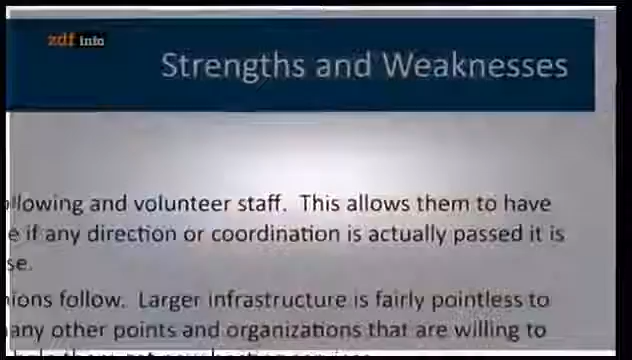 zdf info
Strengths and Weaknesses
following and volunteer staff. This allows them to have
e if any direction or coordination is actually passed it is
se.
ions follow. Larger infrastructure is fairly pointless to
any other points and organizations that are willing to